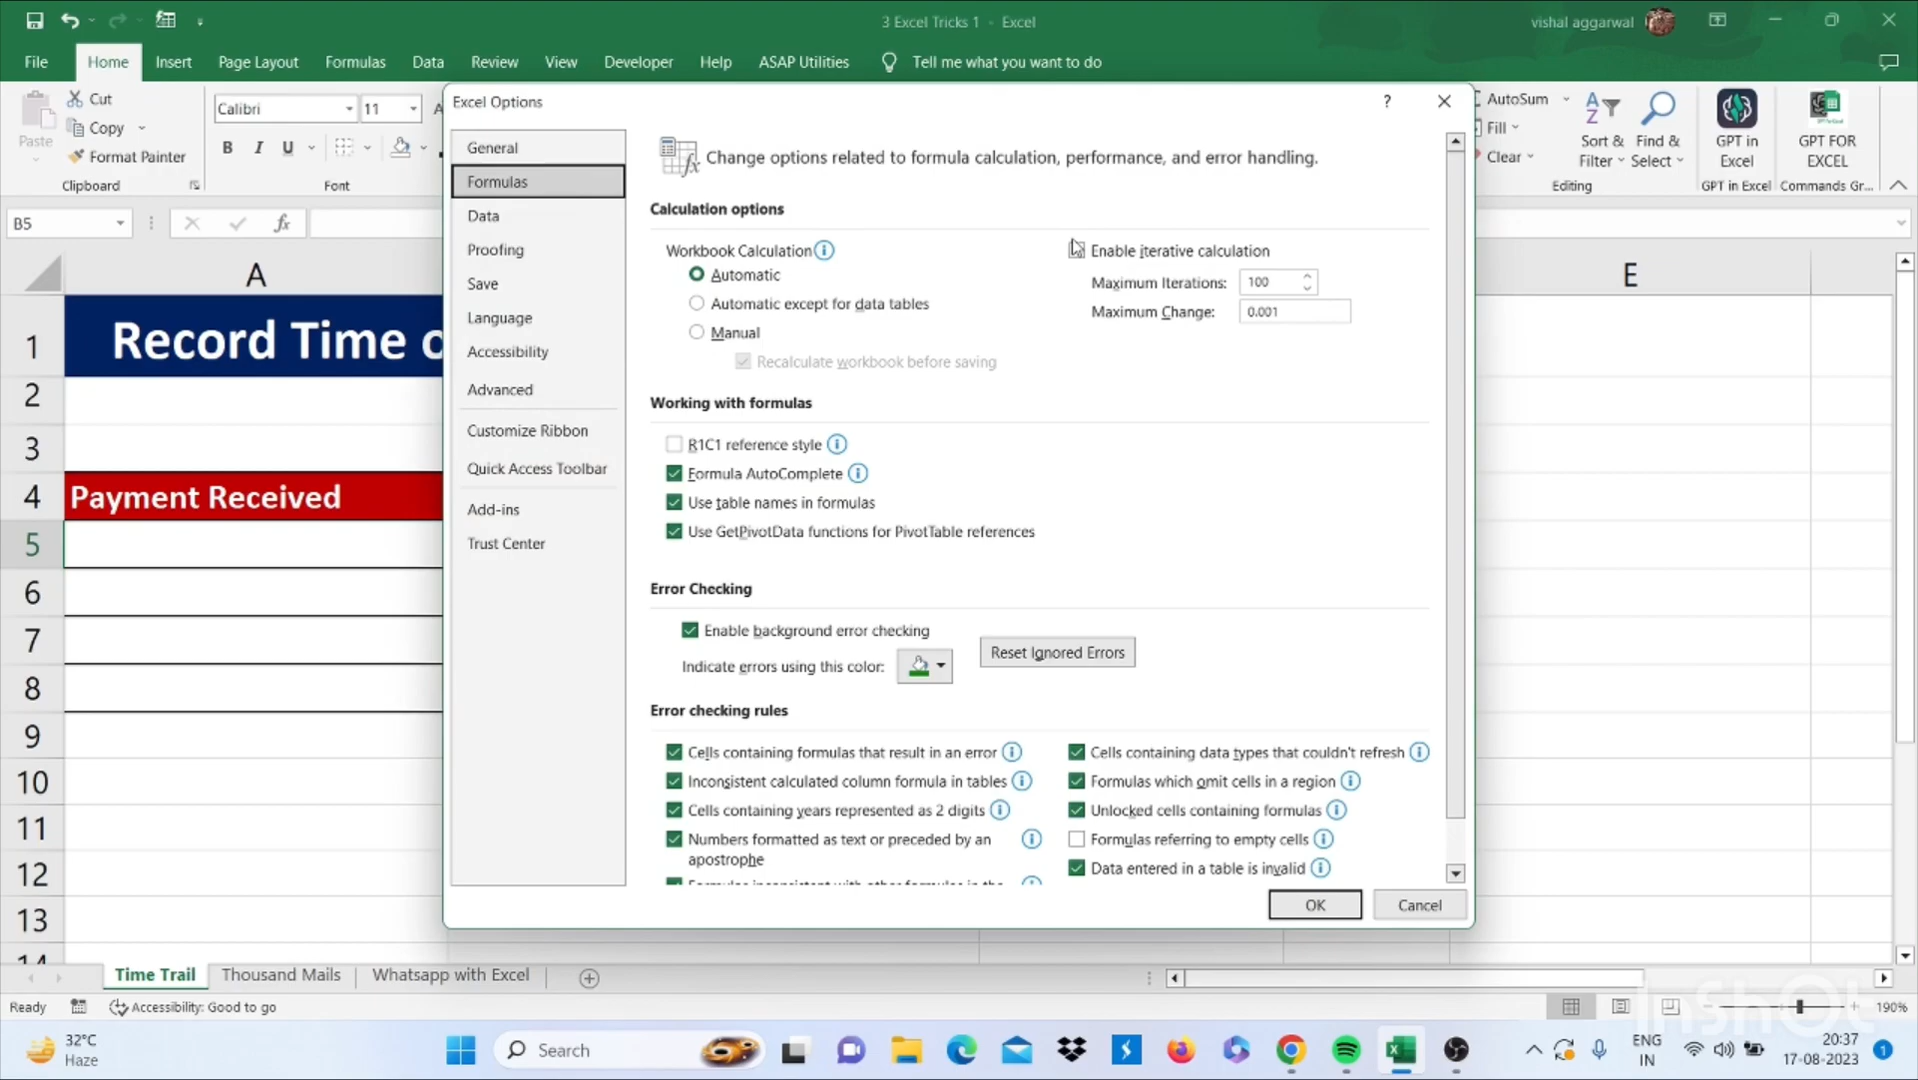 3 Excel Tricks 1 - Excel
vishal aggarwal
File Home Insert Page Layout Formulas Data Review View Developer Help ASAP Utilities Tell me what you want to do
Paste
Cut
Copy
Format Painter
Clipboard
Calibri 11
B I U
Font
AutoSum
Fill
Clear
Sort & Filter
Find & Select
Editing
GPT in Excel
GPT in Excel
GPT FOR EXCEL
Commands Gr...
B5
fx
A E
1 Record Time o
2
3
4 Payment Received
5
6
7
8
9
10
11
12
13
14
Excel Options
?
General
Formulas
Data
Proofing
Save
Language
Accessibility
Advanced
Customize Ribbon
Quick Access Toolbar
Add-ins
Trust Center
Change options related to formula calculation, performance, and error handling.
Calculation options
Workbook Calculation
Automatic
Automatic except for data tables
Manual
Recalculate workbook before saving
Enable iterative calculation
Maximum Iterations: 100
Maximum Change: 0.001
Working with formulas
R1C1 reference style
Formula AutoComplete
Use table names in formulas
Use GetPivotData functions for PivotTable references
Error Checking
Enable background error checking
Indicate errors using this color:
Reset Ignored Errors
Error checking rules
Cells containing formulas that result in an error
Inconsistent calculated column formula in tables
Cells containing years represented as 2 digits
Numbers formatted as text or preceded by an
apostrophe
Formulas inconsistent with other formulas in the
Cells containing data types that couldn't refresh
Formulas which omit cells in a region
Unlocked cells containing formulas
Formulas referring to empty cells
Data entered in a table is invalid
OK Cancel
Time Trail Thousand Mails Whatsapp with Excel
Ready Accessibility: Good to go
190%
InShOt
32°C
Haze
Search
ENG
IN
20:37
17-08-2023
1